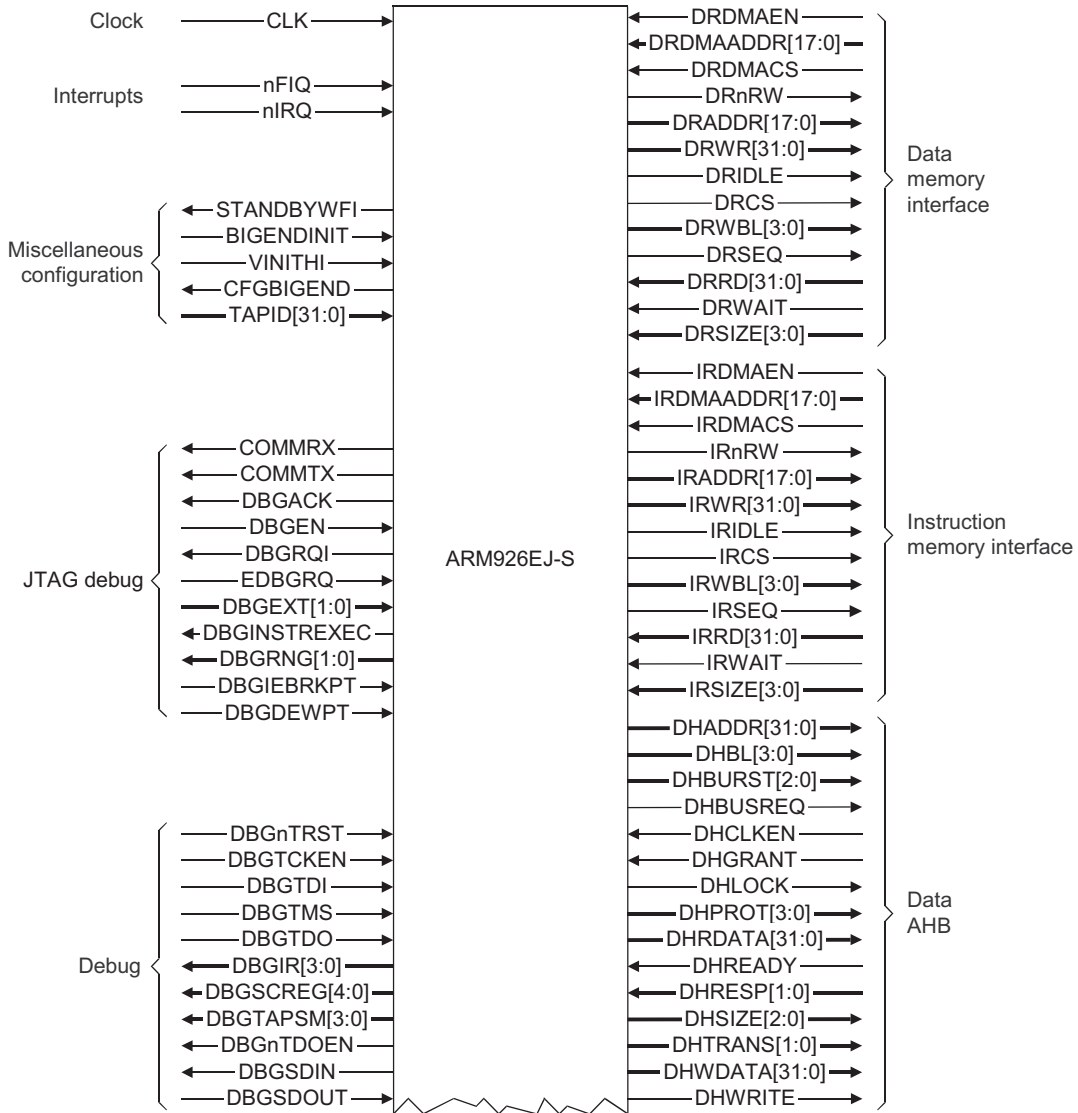 Clock
CLK
Interrupts
nFIQ
nIRQ
Miscellaneous
configuration
STANDBYWFI
BIGENDINIT
VINITHI
CFGBIGEND
TAPID[31:0]
JTAG debug
COMMRX
COMMTX
DBGACK
DBGEN
DBGRQI
EDBGRQ
DBGEXT[1:0]
DBGINSTREXEC
DBGRNG[1:0]
DBGIEBRKPT
DBGDEWPT
Debug
DBGnTRST
DBGTCKEN
DBGTDI
DBGTMS
DBGTDO
DBGIR[3:0]
DBGSCREG[4:0]
DBGTAPSM[3:0]
DBGnTDOEN
DBGSDIN
DBGSDOUT
ARM926EJ-S
DRDMAEN
DRDMAADDR[17:0]
DRDMACS
DRnRW
DRADDR[17:0]
DRWR[31:0]
DRIDLE
DRCS
DRWBL[3:0]
DRSEQ
DRRD[31:0]
DRWAIT
DRSIZE[3:0]
Data
memory
interface
IRDMAEN
IRDMAADDR[17:0]
IRDMACS
IRnRW
IRADDR[17:0]
IRWR[31:0]
IRIDLE
IRCS
IRWBL[3:0]
IRSEQ
IRRD[31:0]
IRWAIT
IRSIZE[3:0]
Instruction
memory interface
DHADDR[31:0]
DHBL[3:0]
DHBURST[2:0]
DHBUSREQ
DHCLKEN
DHGRANT
DHLOCK
DHPROT[3:0]
DHRDATA[31:0]
DHREADY
DHRESP[1:0]
DHSIZE[2:0]
DHTRANS[1:0]
DHWDATA[31:0]
DHWRITE
Data
AHB